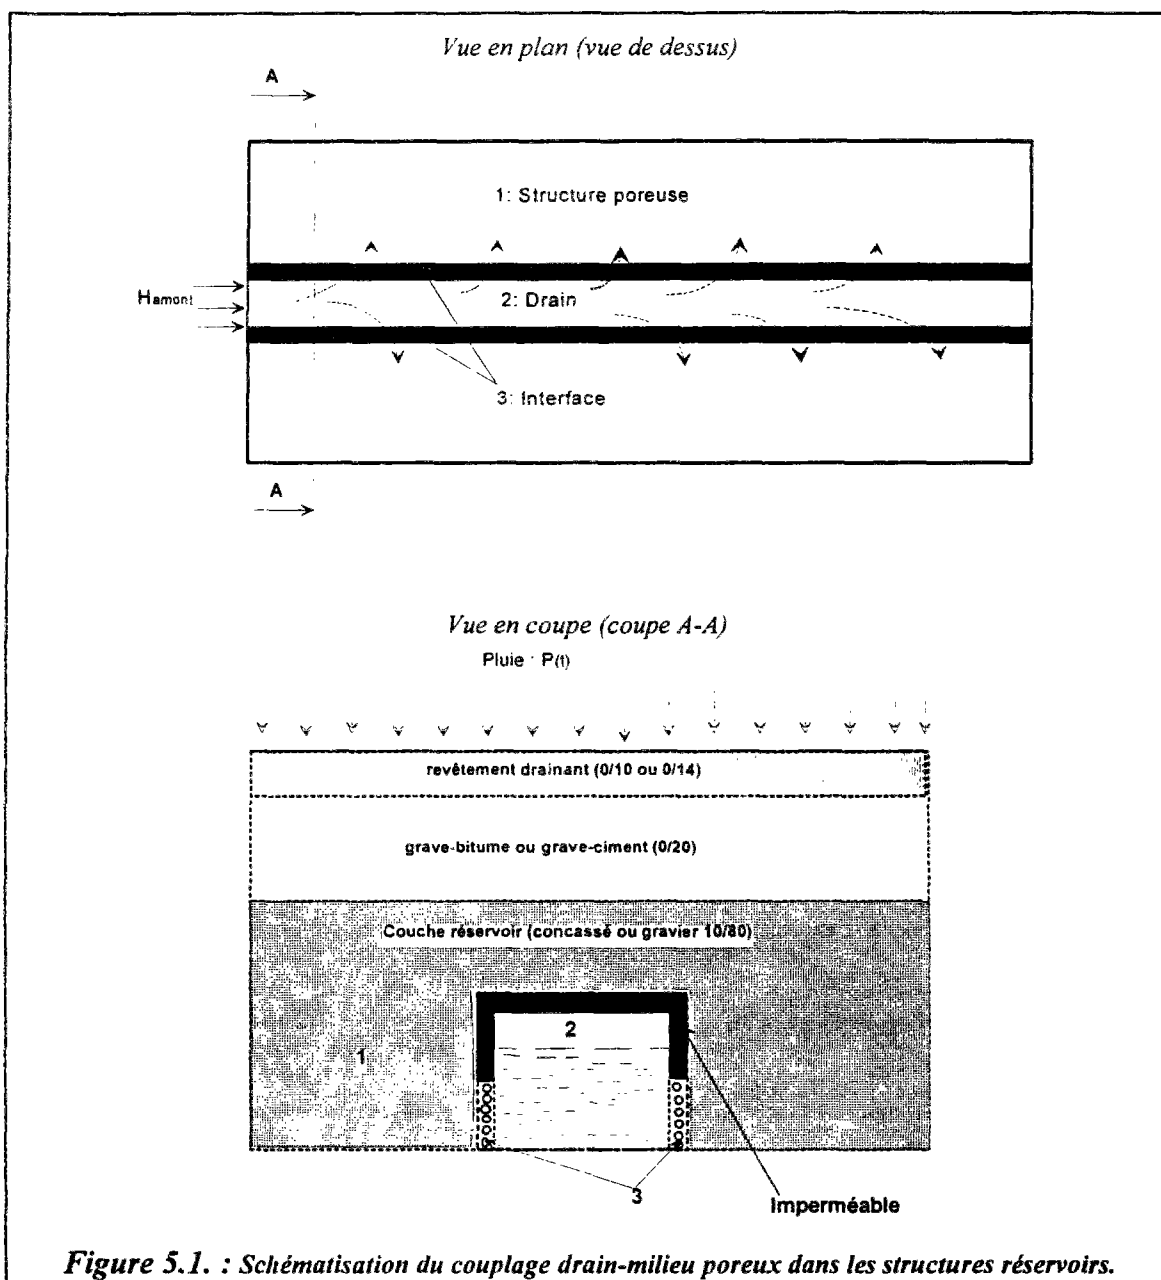 Vue en plan (vue de dessus)
A
1: Structure poreuse
Hamont
2: Drain
3: Interface
A
Vue en coupe (coupe A-A)
Pluie : P(t)
revêtement drainant (0/10 ou 0/14)
grave-bitume ou grave-ciment (0/20)
Couche réservoir (concassé ou gravier 10/80)
2
1
3
Imperméable
Figure 5.1. : Schématisation du couplage drain-milieu poreux dans les structures réservoirs.